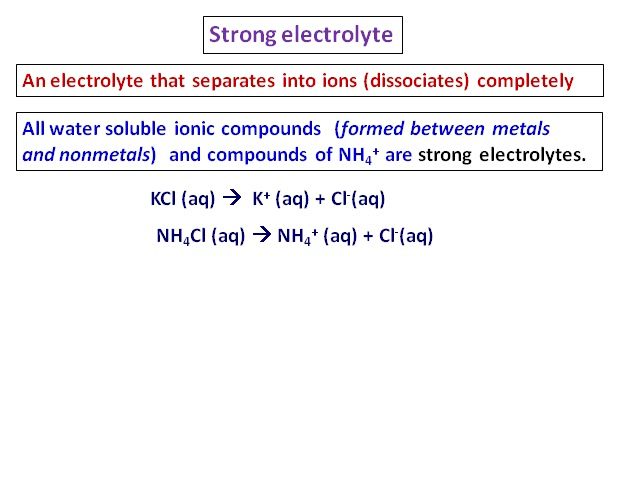 Strong electrolyte
An electrolyte that separates into ions (dissociates) completely
All water soluble ionic compounds (formed between metals
and nonmetals) and compounds of NH₄⁺ are strong electrolytes.
KCl (aq) → K⁺ (aq) + Cl⁻(aq)
NH₄Cl (aq) → NH₄⁺ (aq) + Cl⁻(aq)